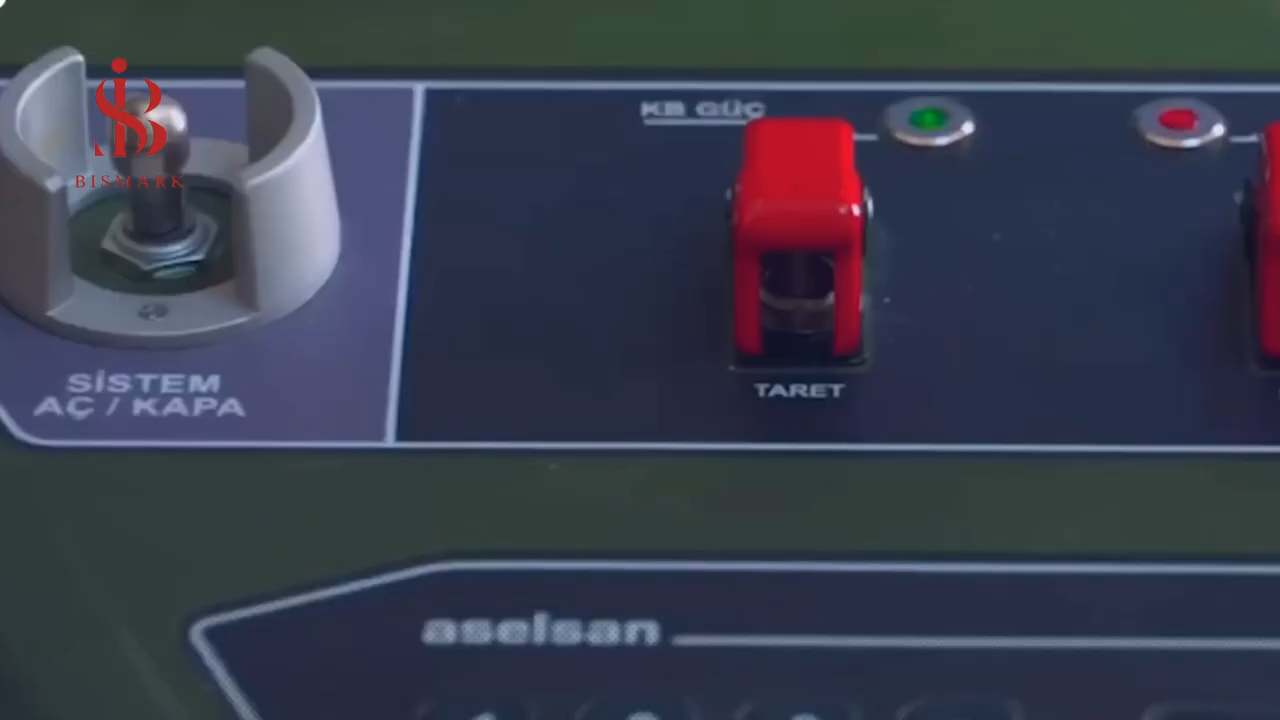 BISMARK
SİSTEM
AÇ / KAPA
KB GÜÇ
TARET
aselsan